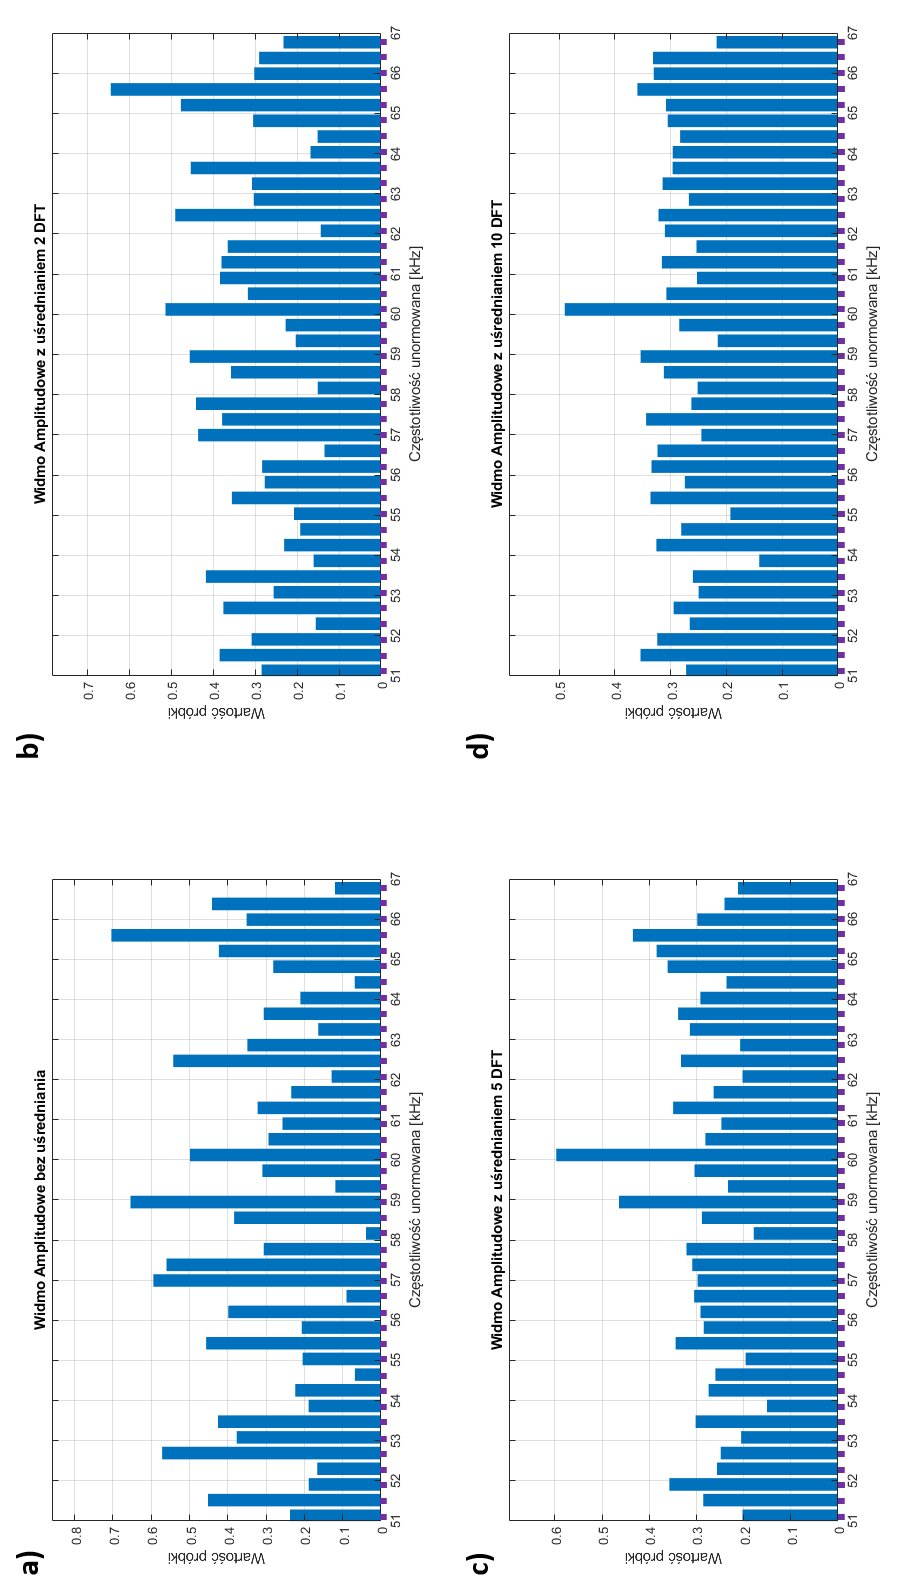 a)
Widmo Amplitudowe bez uśredniania
Wartość próbki
0.8
0.7
0.6
0.5
0.4
0.3
0.2
0.1
0
51 52 53 54 55 56 57 58 59 60 61 62 63 64 65 66 67
Częstotliwość unormowana [kHz]
b)
Widmo Amplitudowe z uśrednianiem 2 DFT
Wartość próbki
0.7
0.6
0.5
0.4
0.3
0.2
0.1
0
51 52 53 54 55 56 57 58 59 60 61 62 63 64 65 66 67
Częstotliwość unormowana [kHz]
c)
Widmo Amplitudowe z uśrednianiem 5 DFT
Wartość próbki
0.6
0.5
0.4
0.3
0.2
0.1
0
51 52 53 54 55 56 57 58 59 60 61 62 63 64 65 66 67
Częstotliwość unormowana [kHz]
d)
Widmo Amplitudowe z uśrednianiem 10 DFT
Wartość próbki
0.5
0.4
0.3
0.2
0.1
0
51 52 53 54 55 56 57 58 59 60 61 62 63 64 65 66 67
Częstotliwość unormowana [kHz]